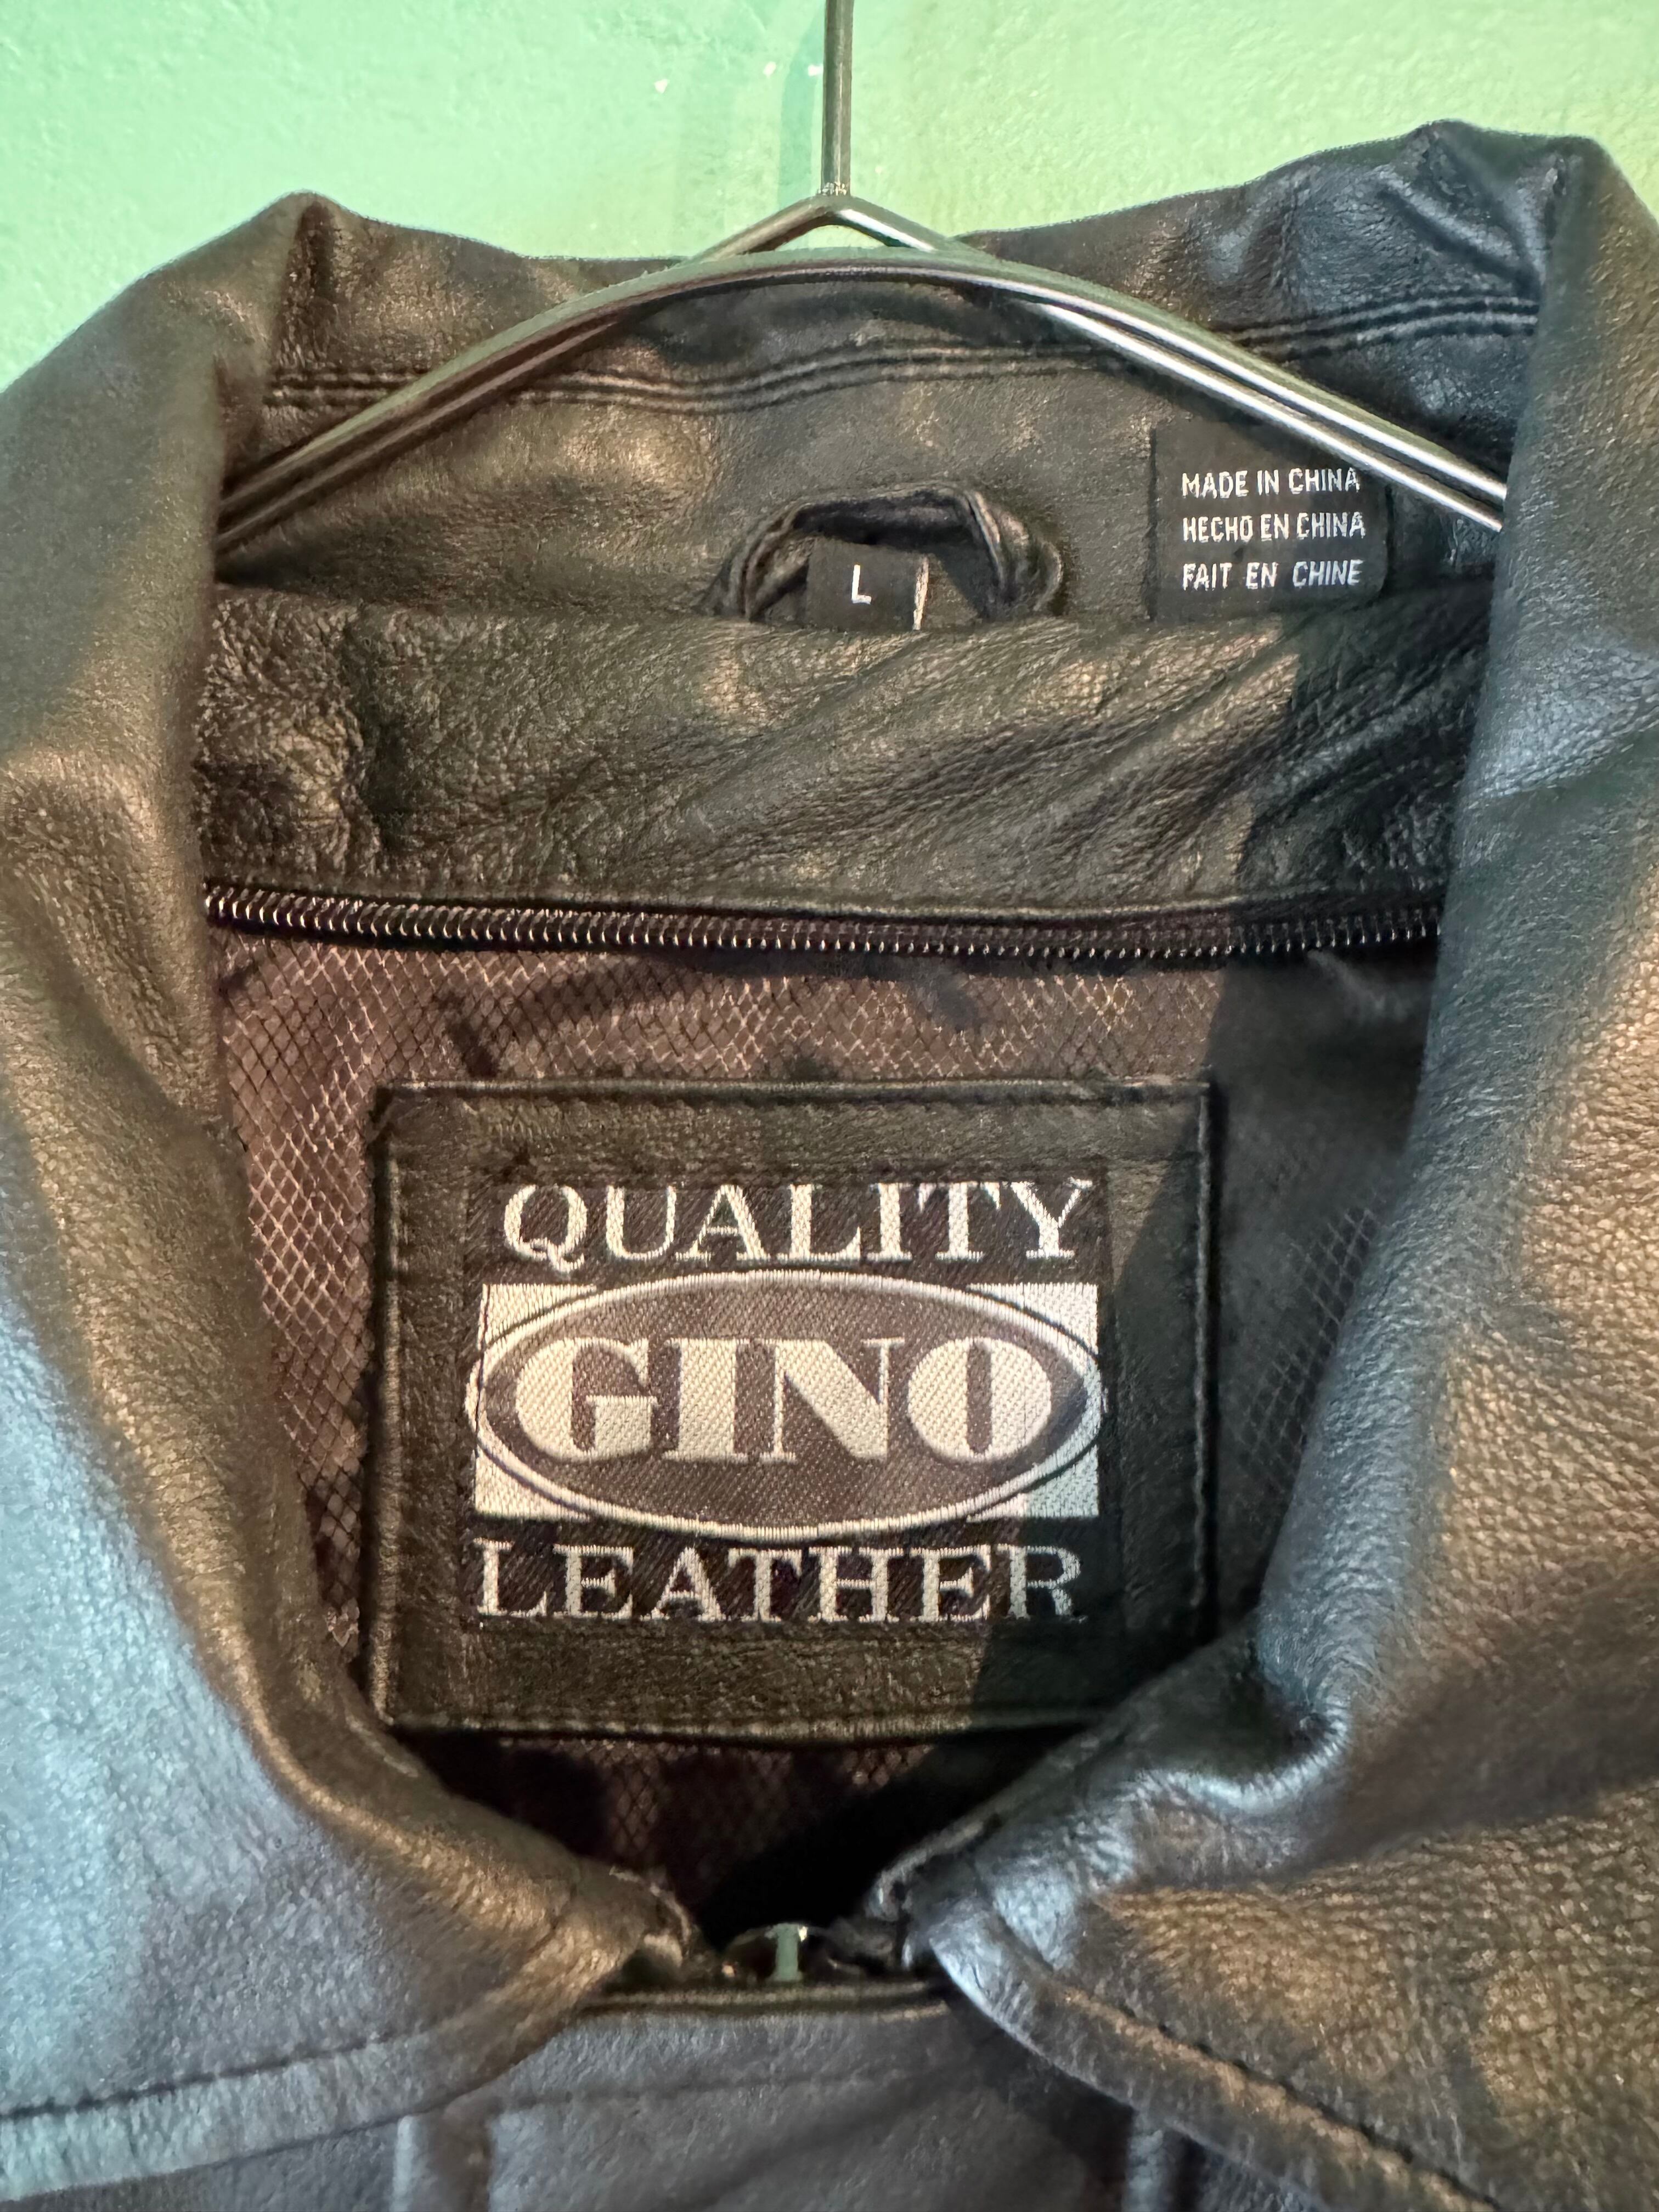 L
MADE IN CHINA
HECHO EN CHINA
FAIT EN CHINE
QUALITY
GINO
LEATHER